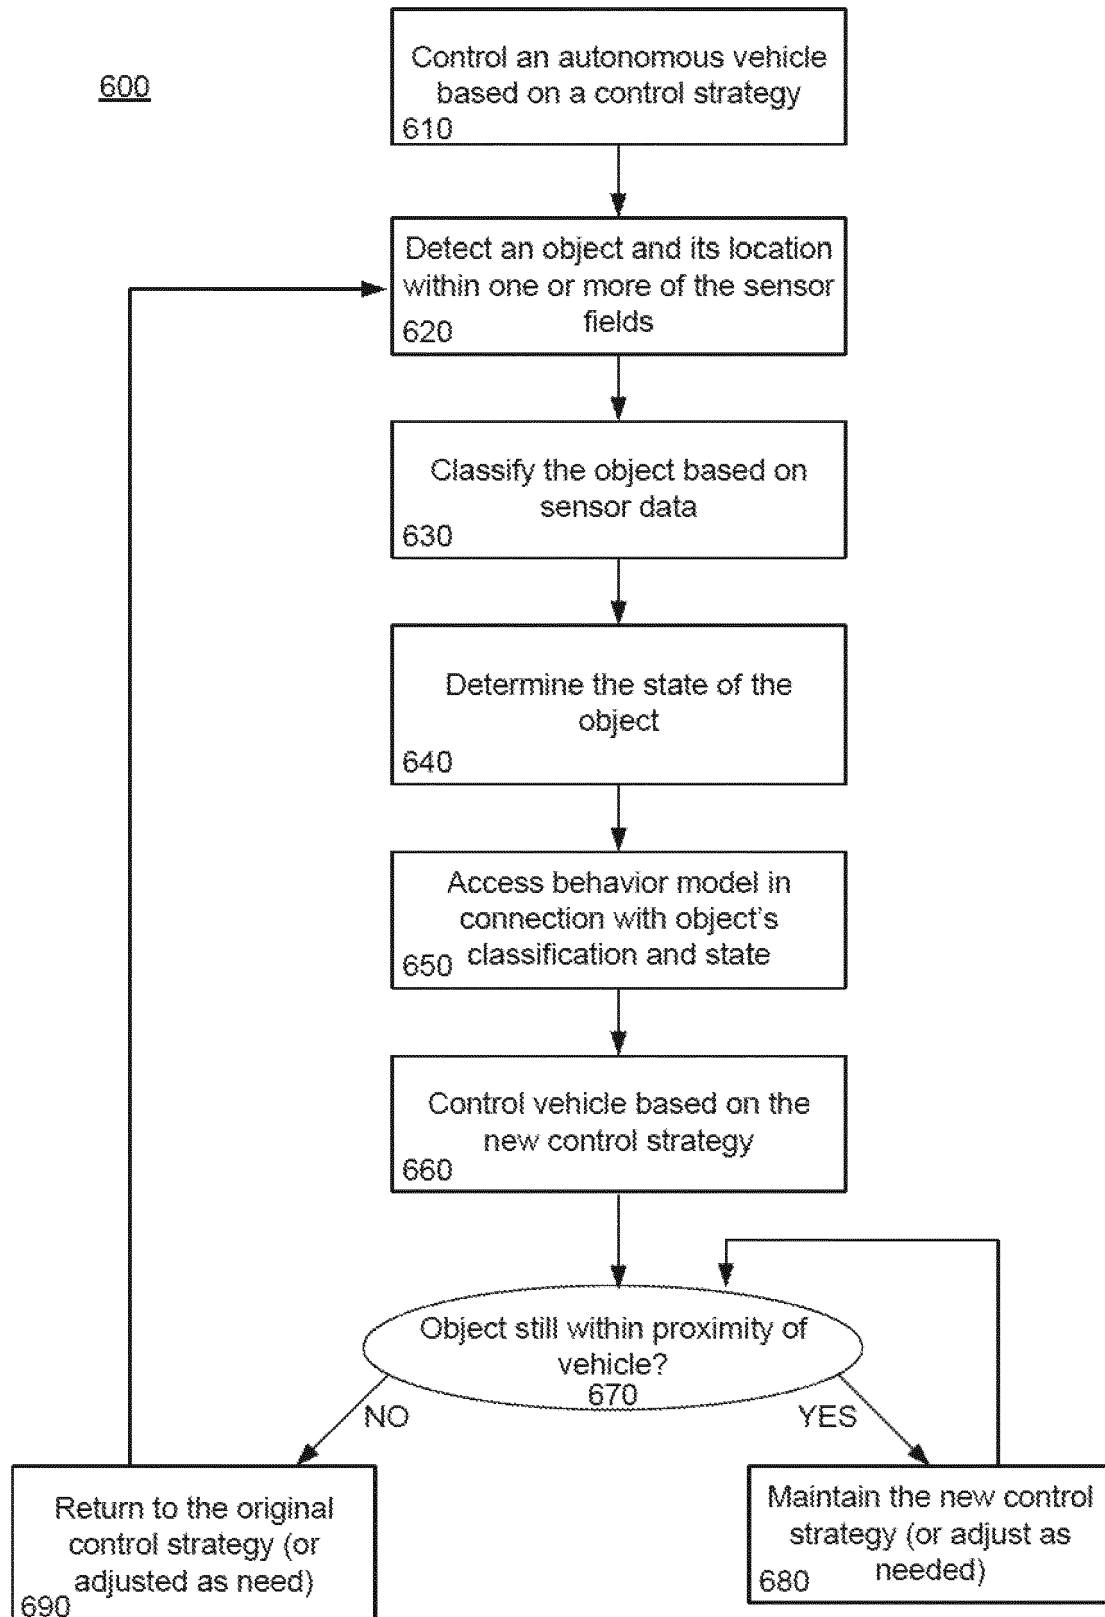 600
Control an autonomous vehicle
based on a control strategy
610
Detect an object and its location
within one or more of the sensor
fields
620
Classify the object based on
sensor data
630
Determine the state of the
object
640
Access behavior model in
connection with object's
classification and state
650
Control vehicle based on the
new control strategy
660
Object still within proximity of
vehicle?
670
NO
YES
Return to the original
control strategy (or
adjusted as need)
690
Maintain the new control
strategy (or adjust as
needed)
680